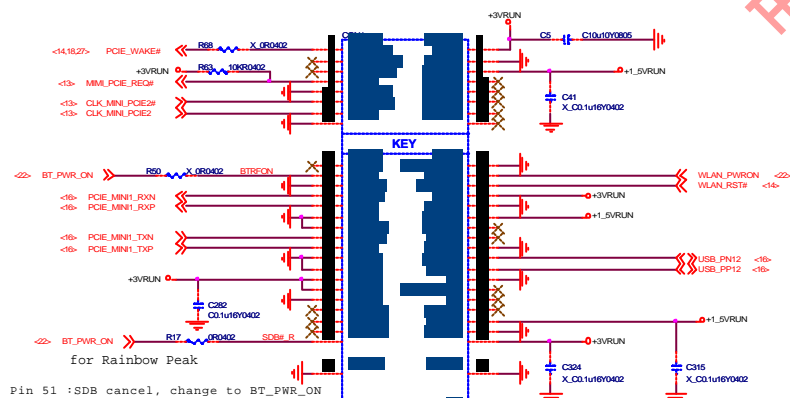 +3VRUN
C5 C10u10Y0805
<14,18,27> PCIE_WAKE# R68 X_0R0402
+3VRUN R63 10KR0402
+1_5VRUN
<13> MIMI_PCIE_REQ#
<13> CLK_MINI_PCIE2#
<13> CLK_MINI_PCIE2
C41
X_C0.1u16Y0402
KEY
<22> BT_PWR_ON R50 X_0R0402 BTRFON
WLAN_PWRON <22>
WLAN_RST# <14>
<16> PCIE_MINI1_RXN
<16> PCIE_MINI1_RXP
+3VRUN
+1_5VRUN
<16> PCIE_MINI1_TXN
<16> PCIE_MINI1_TXP
USB_PN12 <16>
USB_PP12 <16>
+3VRUN
C282
C0.1u16Y0402
+1_5VRUN
<22> BT_PWR_ON R17 0R0402 SDB#_R
+3VRUN
for Rainbow Peak
C324
X_C0.1u16Y0402
C315
X_C0.1u16Y0402
Pin 51 :SDB cancel, change to BT_PWR_ON